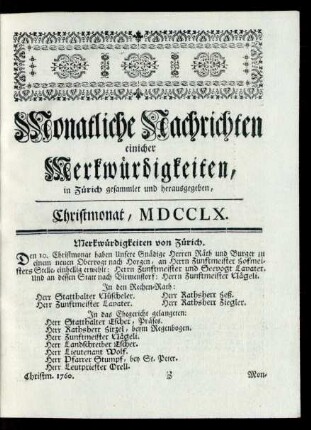 Monatliche Nachrichten
einicher
Merkwürdigkeiten,
in Zürich gesammlet und herausgegeben,
Christmonat, MDCCLX.
Merkwürdigkeiten von Zürich.
Den 10. Christmonat haben Unsere Gnädige Herren Räth und Burger zu
einem neuen Obervogt nach Horgen, an Herrn Zunftmeister Hofmei-
sters Stelle einhellig erwehlt: Herrn Zunftmeister und Seevogt Lavater.
Und an dessen Statt nach Birmenstorf: Herrn Zunftmeister Nägeli.
In den Rechen-Rath:
Herr Statthalter Nüscheler. Herr Rathsherr Heß.
Herr Zunftmeister Lavater. Herr Rathsherr Ziegler.
In das Ehegericht gelangeten:
Herr Statthalter Escher, Präses.
Herr Rathsherr Hirzel, beym Regenbogen.
Herr Zunftmeister Nägeli.
Herr Landschreiber Escher.
Herr Lieutenant Wolf.
Herr Pfarrer Stumpf, bey St. Peter.
Herr Leutpriester Orell.
Christm. 1760. Mon-